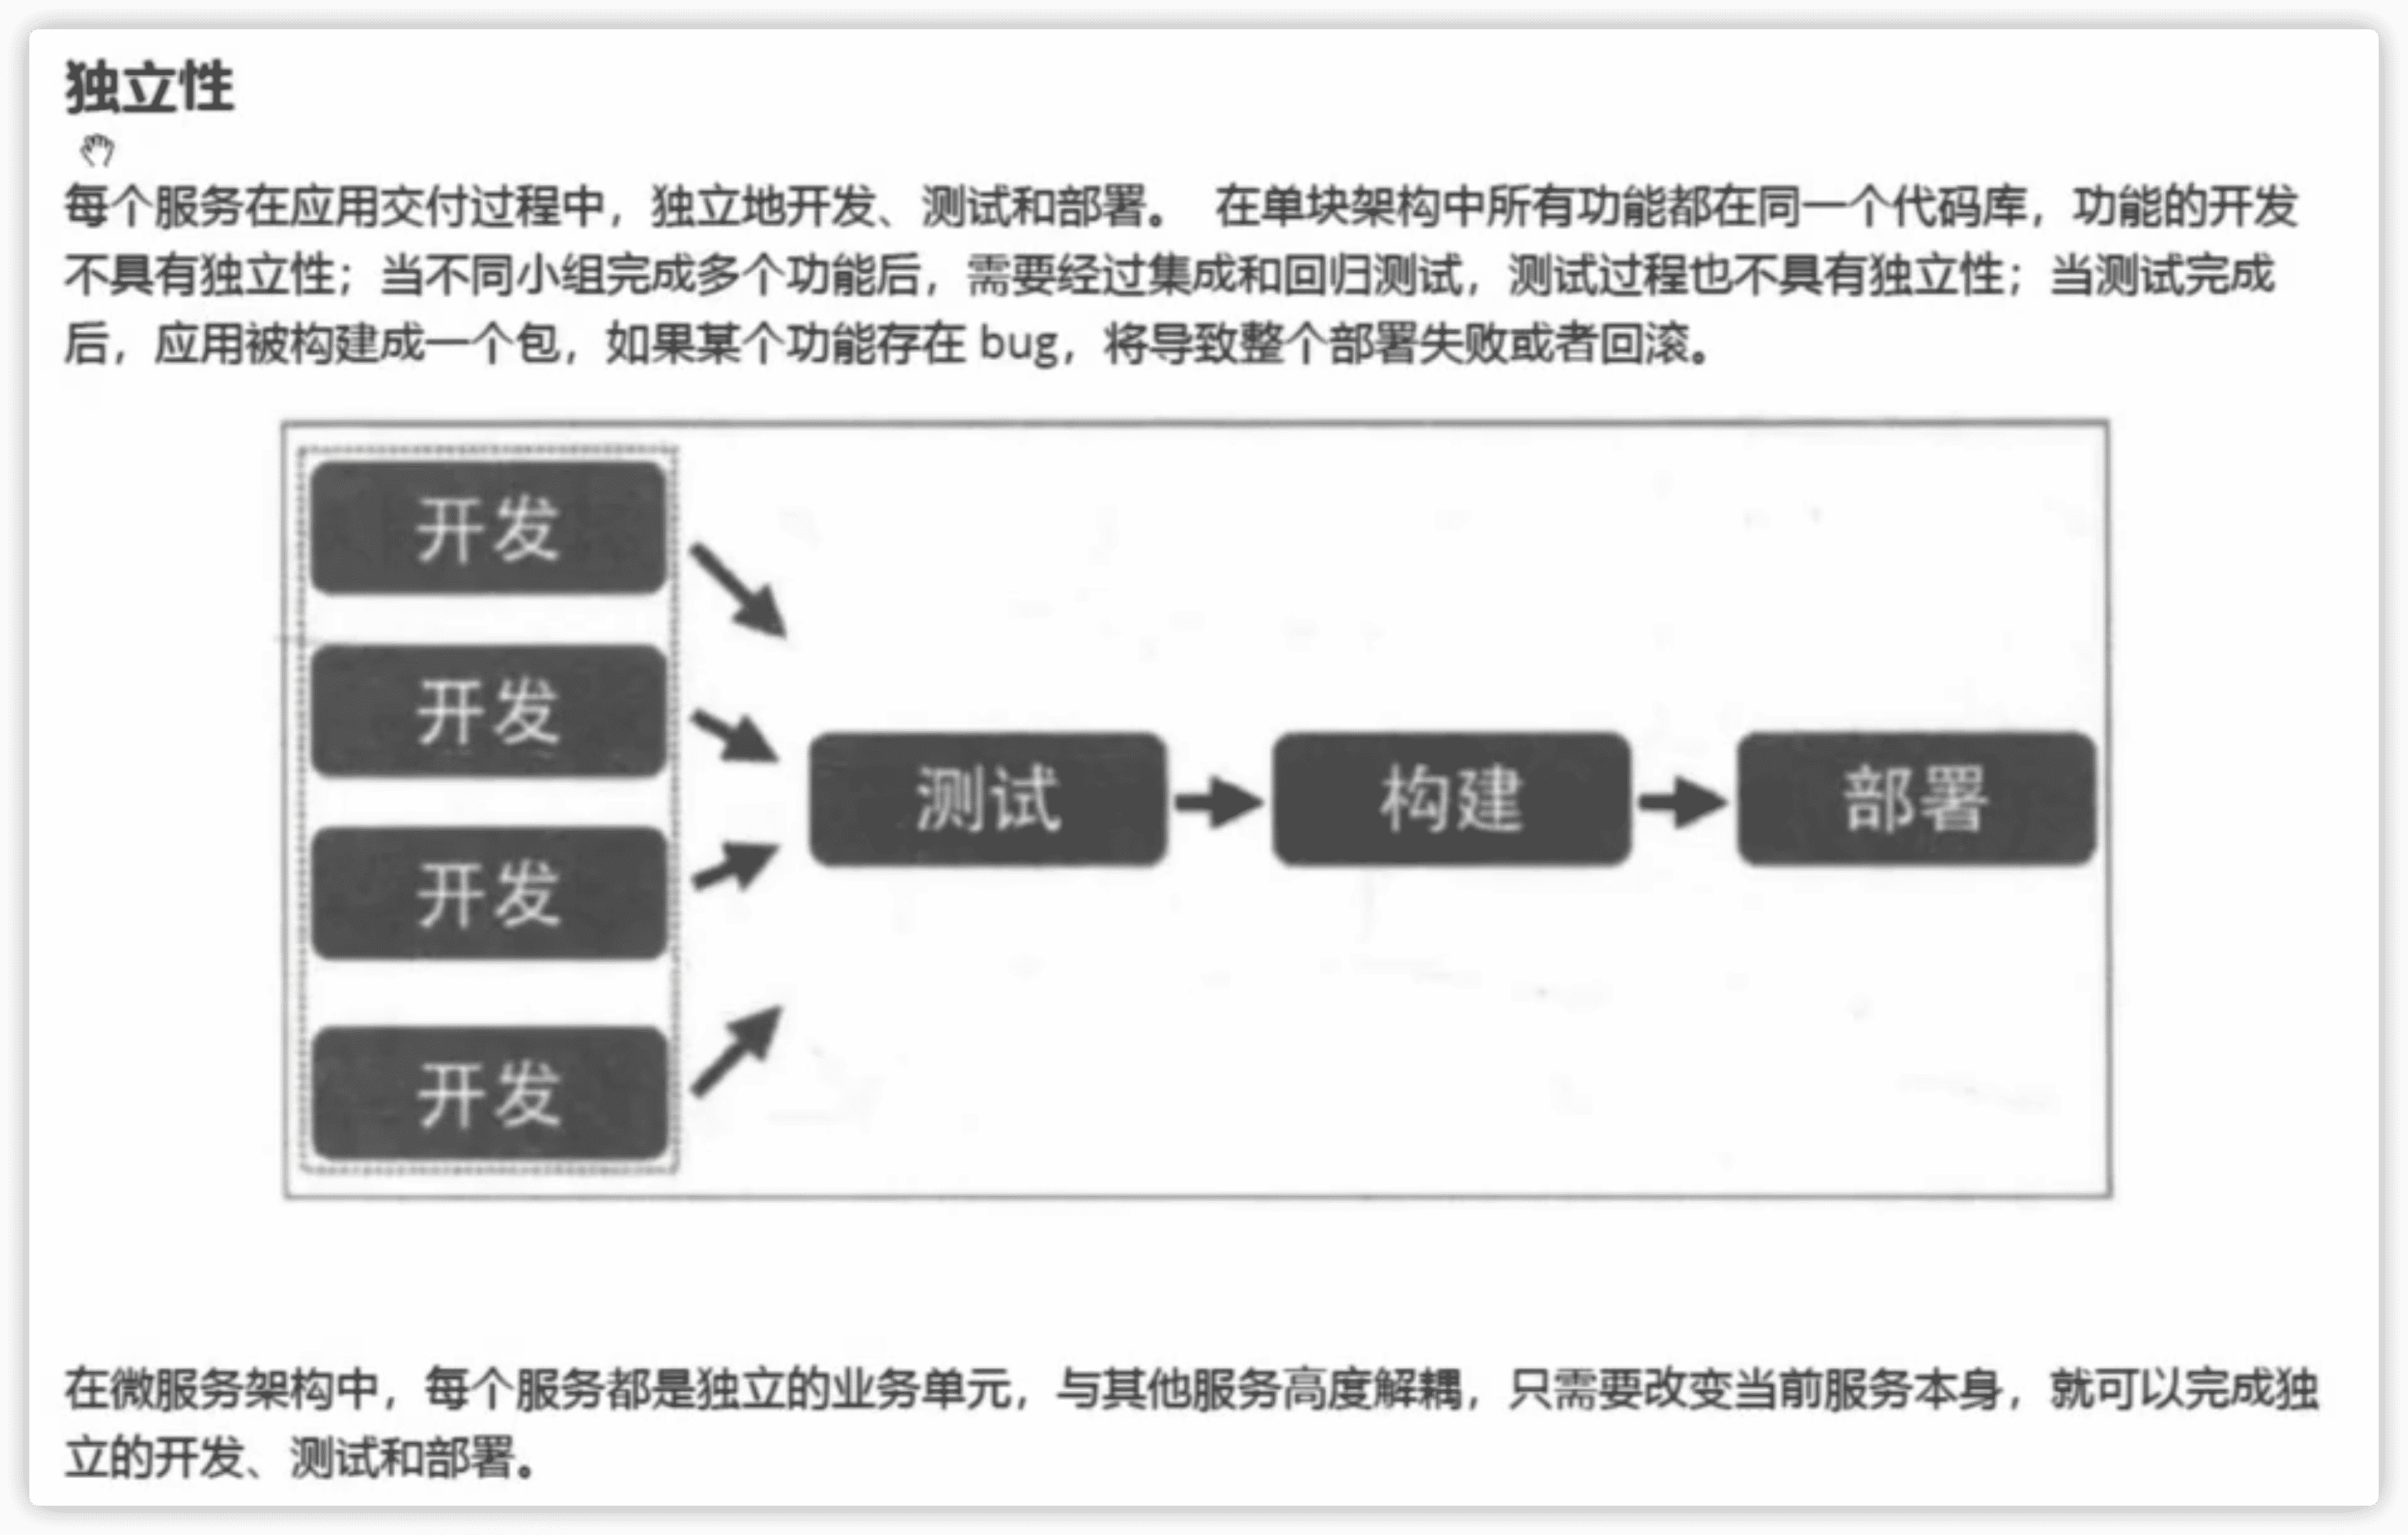 独立性
每个服务在应用交付过程中，独立地开发、测试和部署。 在单块架构中所有功能都在同一个代码库，功能的开发
不具有独立性；当不同小组完成多个功能后，需要经过集成和回归测试，测试过程也不具有独立性；当测试完成
后，应用被构建成一个包，如果某个功能存在 bug，将导致整个部署失败或者回滚。
开发
开发
开发
开发
测试
构建
部署
在微服务架构中，每个服务都是独立的业务单元，与其他服务高度解耦，只需要改变当前服务本身，就可以完成独
立的开发、测试和部署。